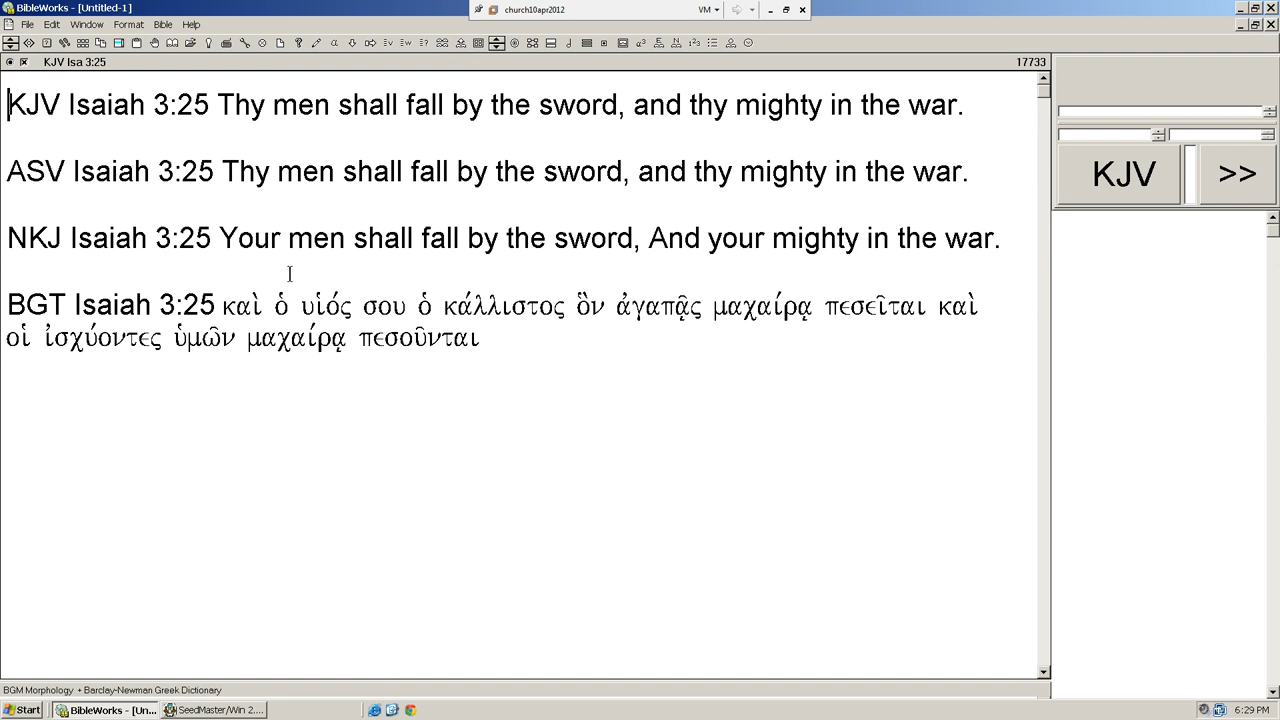 BibleWorks - [Untitled-1]
church10apr2012
VM
File Edit Window Format Bible Help
KJV Isa 3:25 17733
KJV Isaiah 3:25 Thy men shall fall by the sword, and thy mighty in the war.
ASV Isaiah 3:25 Thy men shall fall by the sword, and thy mighty in the war.
NKJ Isaiah 3:25 Your men shall fall by the sword, And your mighty in the war.
BGT Isaiah 3:25 καὶ ὁ υἱός σου ὁ κάλλιστος ὃν ἀγαπᾷς μαχαίρᾳ πεσεῖται καὶ
οἱ ἰσχύοντες ὑμῶν μαχαίρᾳ πεσοῦνται
KJV >>
BGM Morphology + Barclay-Newman Greek Dictionary
Start BibleWorks - [Un... SeedMaster/Win 2.... 6:29 PM